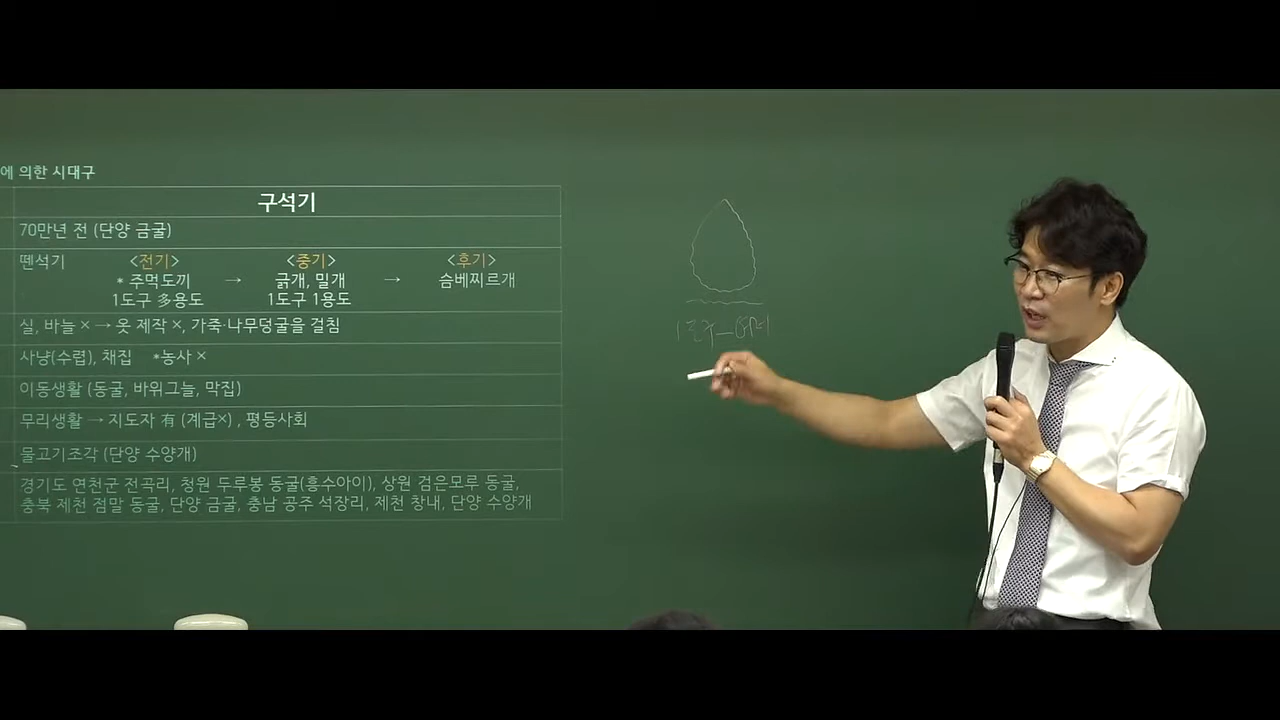 에 의한 시대구
구석기
70만년 전 (단양 금굴)
뗀석기 <전기> <중기> <후기>
* 주먹도끼 → 긁개, 밀개 → 슴베찌르개
1도구 多용도 1도구 1용도
실, 바늘 × → 옷 제작 ×, 가죽·나무덩굴을 걸침
사냥(수렵), 채집 *농사 ×
이동생활 (동굴, 바위그늘, 막집)
무리생활 → 지도자 有 (계급×) , 평등사회
물고기조각 (단양 수양개)
경기도 연천군 전곡리, 청원 두루봉 동굴(흥수아이), 상원 검은모루 동굴,
충북 제천 점말 동굴, 단양 금굴, 충남 공주 석장리, 제천 창내, 단양 수양개